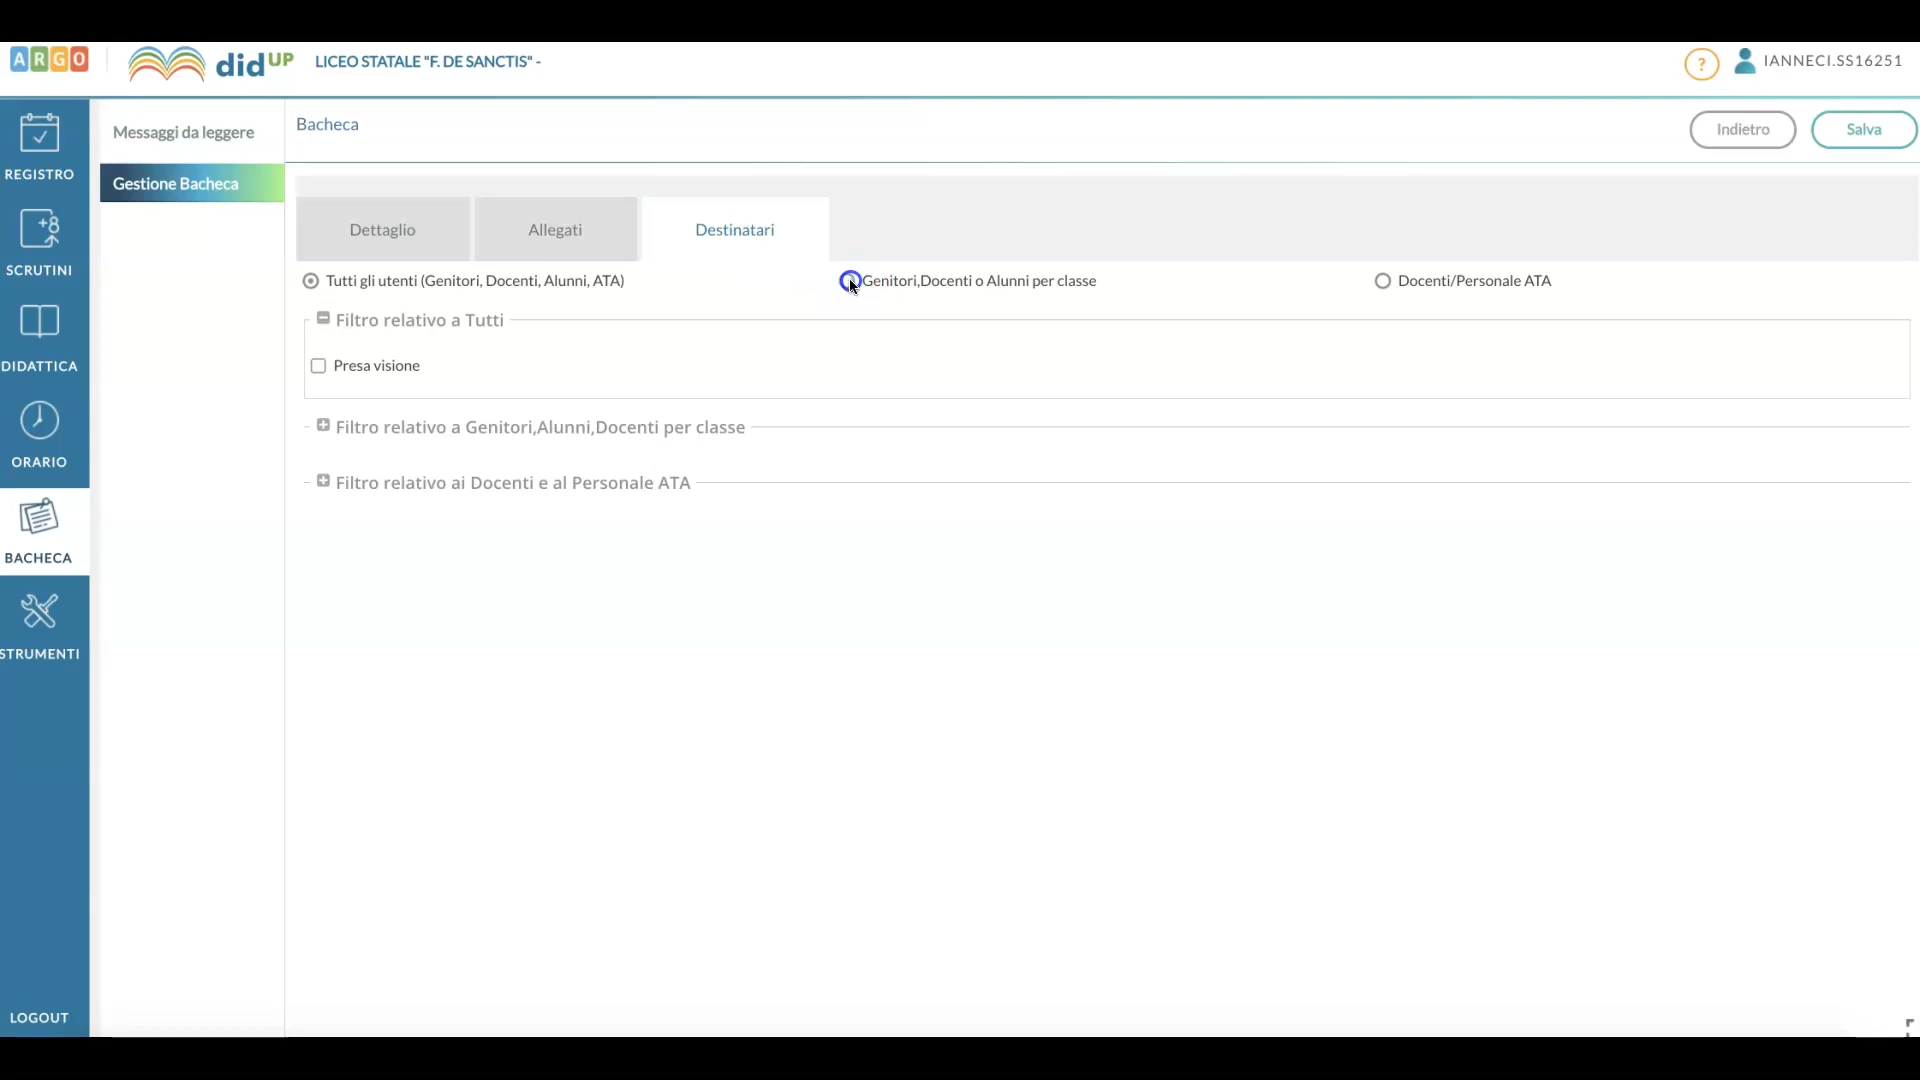 ARGO
didUP
LICEO STATALE "F. DE SANCTIS" -
?
IANNECI.SS16251
REGISTRO
+8
SCRUTINI
DIDATTICA
ORARIO
BACHECA
STRUMENTI
LOGOUT
Messaggi da leggere
Gestione Bacheca
Bacheca
Indietro
Salva
Dettaglio
Allegati
Destinatari
Tutti gli utenti (Genitori, Docenti, Alunni, ATA)
Genitori,Docenti o Alunni per classe
Docenti/Personale ATA
Filtro relativo a Tutti
Presa visione
Filtro relativo a Genitori,Alunni,Docenti per classe
Filtro relativo ai Docenti e al Personale ATA